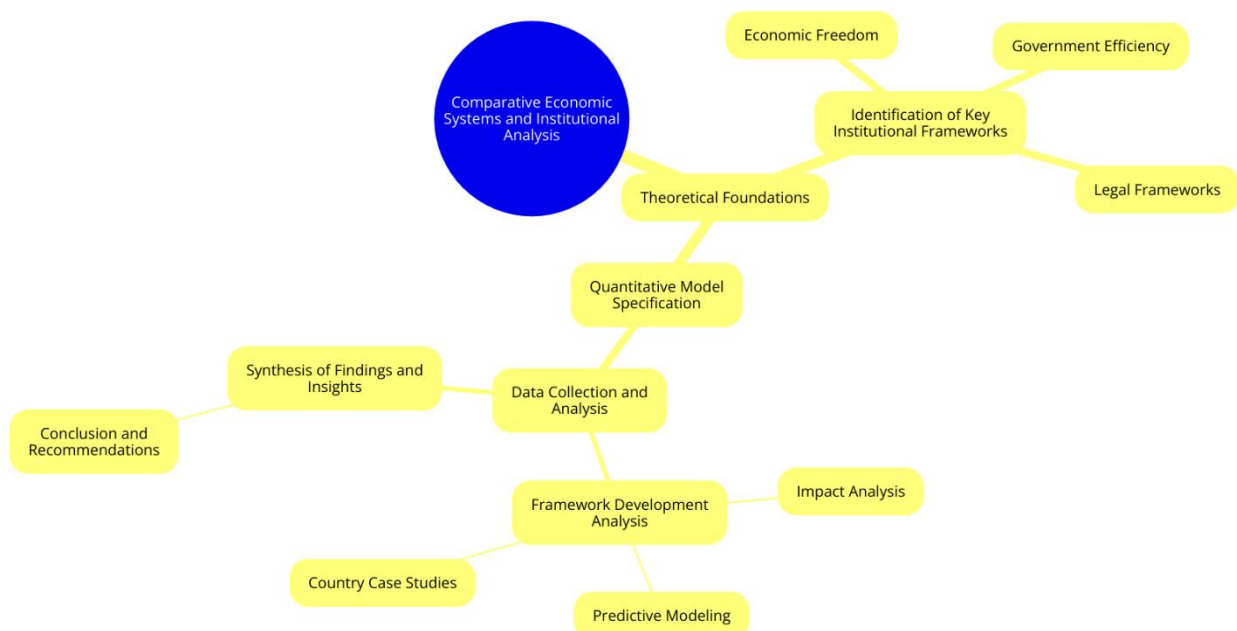 Economic Freedom
Government Efficiency
Comparative Economic
Systems and Institutional
Analysis
Identification of Key
Institutional Frameworks
Theoretical Foundations
Legal Frameworks
Quantitative Model
Specification
Synthesis of Findings and
Insights
Data Collection and
Analysis
Conclusion and
Recommendations
Framework Development
Analysis
Impact Analysis
Country Case Studies
Predictive Modeling